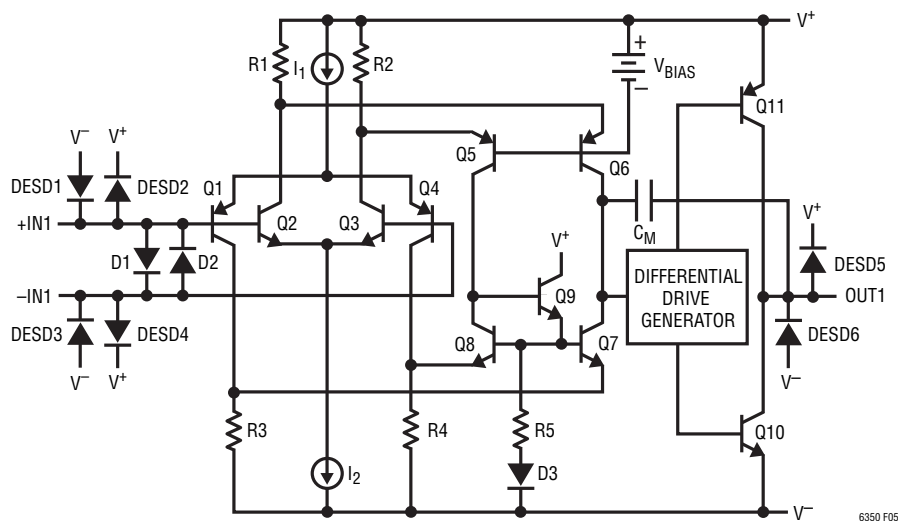 V+
R1
I1
R2
+
VBIAS
–
Q11
V–
V+
Q5
Q6
DESD1
DESD2
Q1
Q4
+IN1
Q2
Q3
CM
V+
D1
D2
V+
DESD5
–IN1
Q9
DIFFERENTIAL
DRIVE
GENERATOR
OUT1
DESD3
DESD4
Q8
Q7
DESD6
V–
V+
V–
R3
R4
R5
Q10
I2
D3
V–
6350 F05